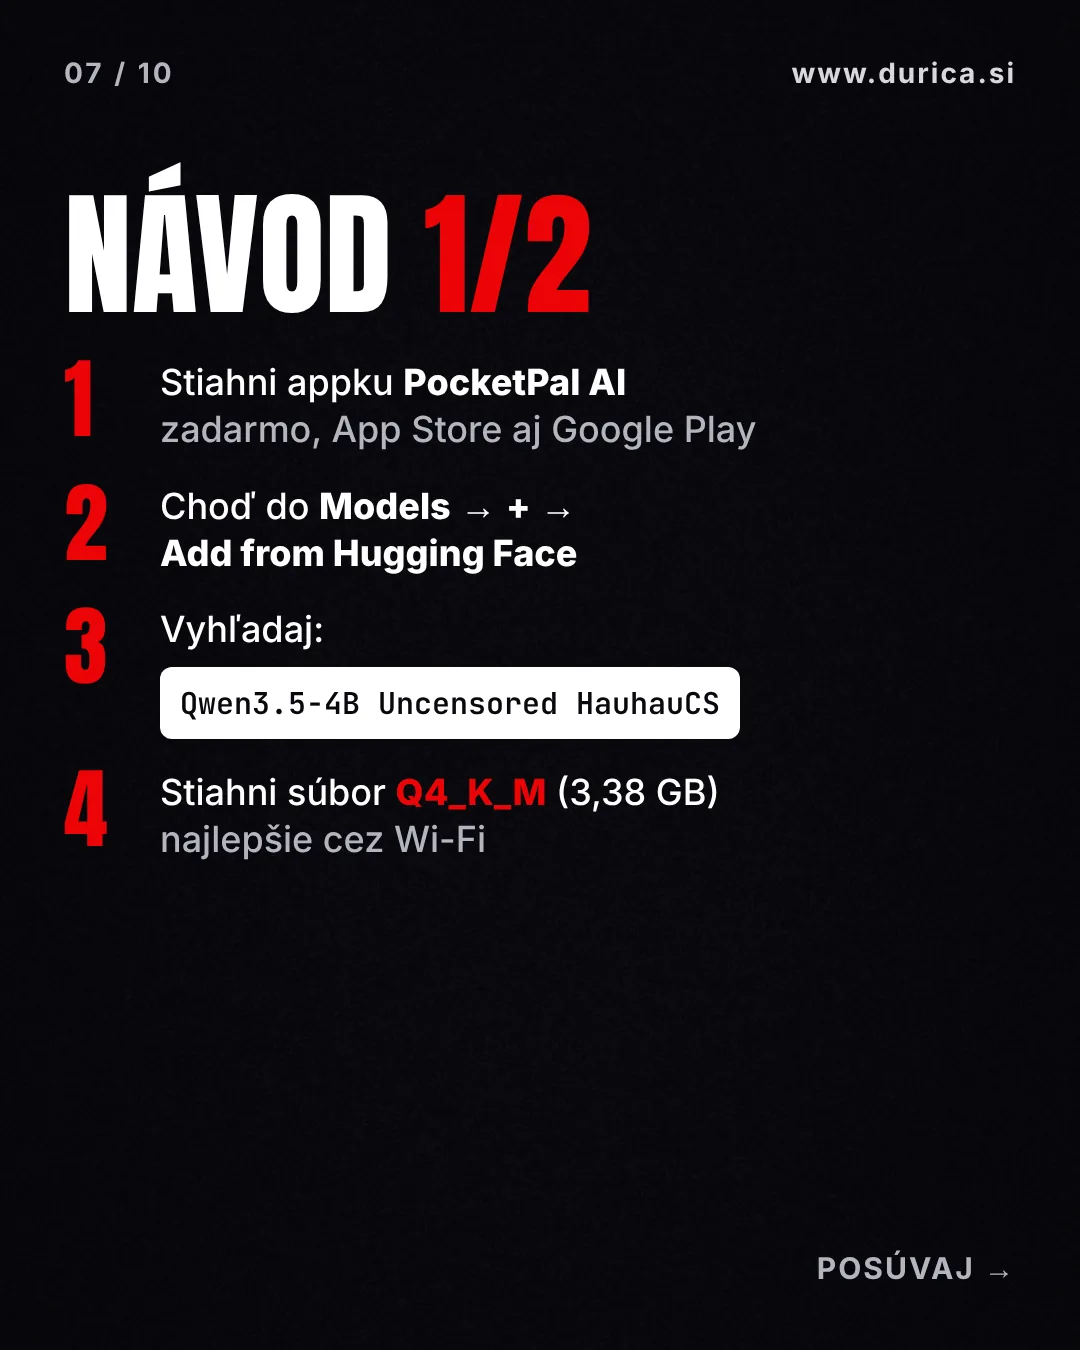 07 / 10
www.durica.si
NÁVOD 1/2
1
Stiahni appku PocketPal AI
zadarmo, App Store aj Google Play
2
Choď do Models → + →
Add from Hugging Face
3
Vyhľadaj:
Qwen3.5-4B Uncensored HauhauCS
4
Stiahni súbor Q4_K_M (3,38 GB)
najlepšie cez Wi-Fi
POSÚVAJ →